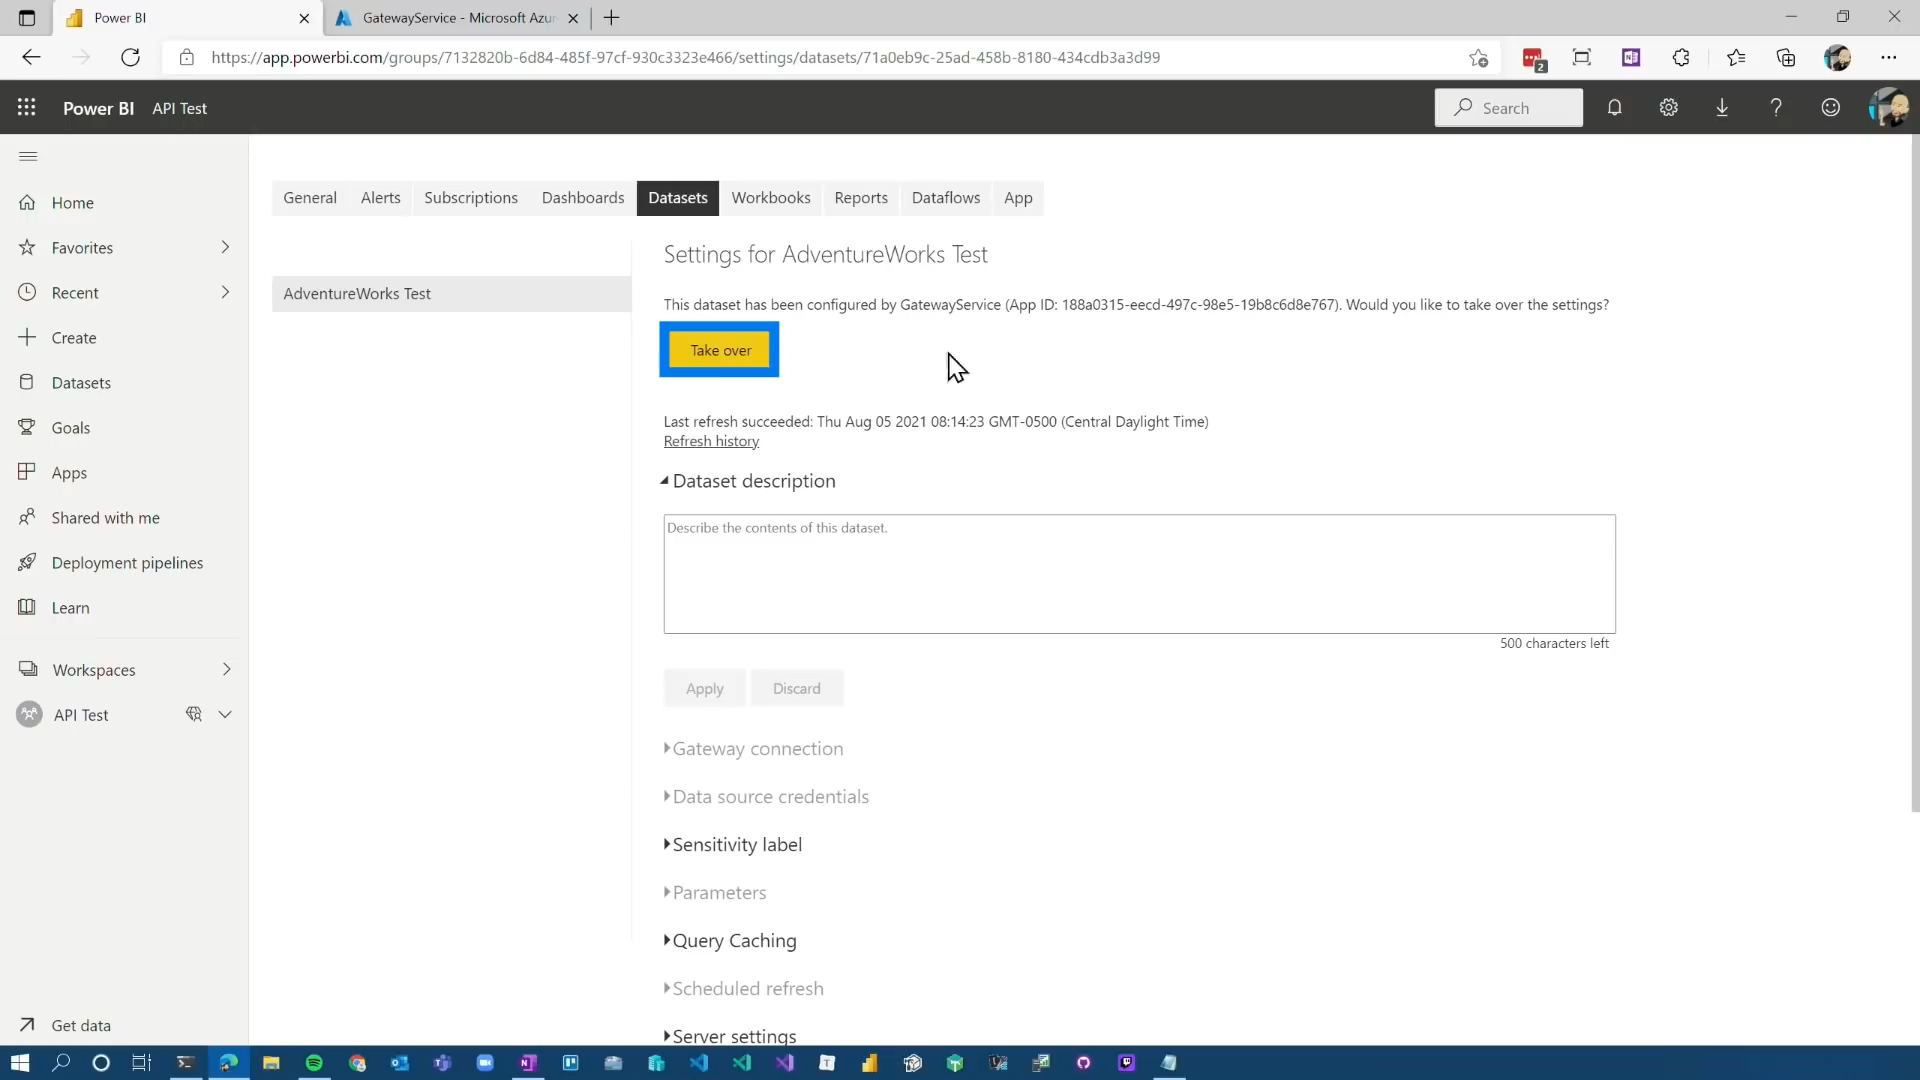 Power BI
GatewayService - Microsoft Azu
https://app.powerbi.com/groups/7132820b-6d84-485f-97cf-930c3323e466/settings/datasets/71a0eb9c-25ad-458b-8180-434cdb3a3d99
2
Power BI API Test
Search
Home
Favorites
Recent
Create
Datasets
Goals
Apps
Shared with me
Deployment pipelines
Learn
Workspaces
API Test
Get data
General Alerts Subscriptions Dashboards Datasets Workbooks Reports Dataflows App
AdventureWorks Test
Settings for AdventureWorks Test
This dataset has been configured by GatewayService (App ID: 188a0315-eecd-497c-98e5-19b8c6d8e767). Would you like to take over the settings?
Take over
Last refresh succeeded: Thu Aug 05 2021 08:14:23 GMT-0500 (Central Daylight Time)
Refresh history
Dataset description
Describe the contents of this dataset.
500 characters left
Apply Discard
Gateway connection
Data source credentials
Sensitivity label
Parameters
Query Caching
Scheduled refresh
Server settings